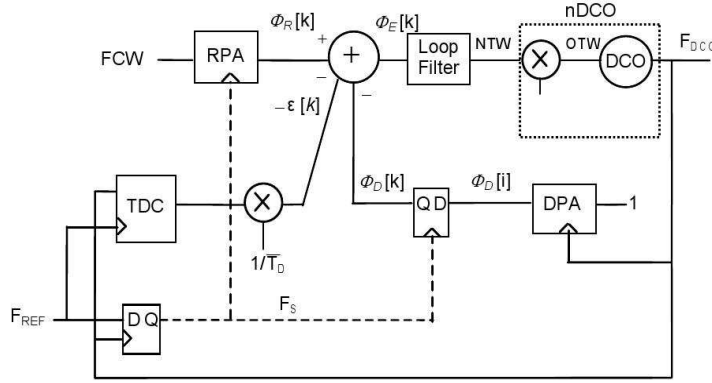 nDCO
Φ_R[k]
Φ_E[k]
FCW
RPA
+
−
+
−
Loop
Filter
NTW
×
OTW
DCO
F_DCO
−ε[k]
TDC
×
1/T̅_D
Φ_D[k]
Q D
Φ_D[i]
DPA
1
F_REF
D Q
F_S